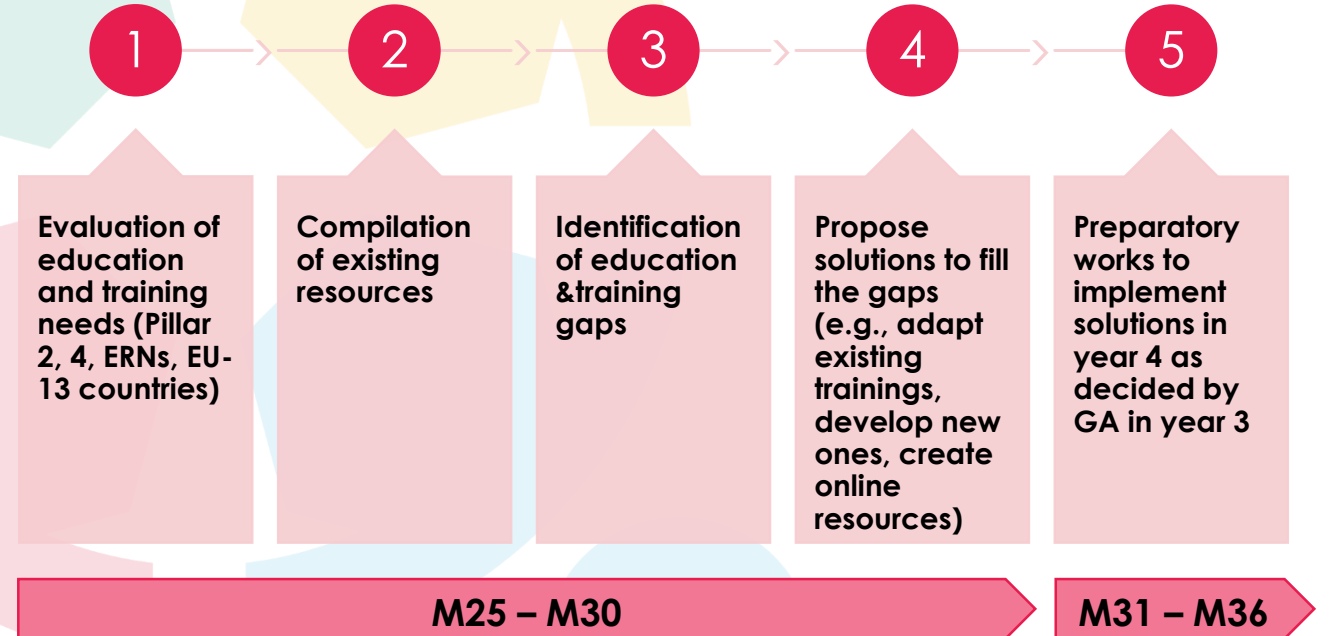 1
2
3
4
5
Evaluation of
education
and training
needs (Pillar
2, 4, ERNs, EU-
13 countries)
Compilation
of existing
resources
Identification
of education
&training
gaps
Propose
solutions to fill
the gaps
(e.g., adapt
existing
trainings,
develop new
ones, create
online
resources)
Preparatory
works to
implement
solutions in
year 4 as
decided by
GA in year 3
M25 – M30
M31 – M36